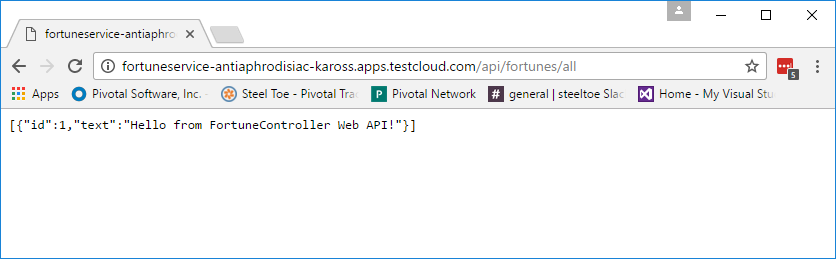 fortuneservice-antiaphro
fortuneservice-antiaphrodisiac-kaross.apps.testcloud.com/api/fortunes/all
5
Apps Pivotal Software, Inc. - Steel Toe - Pivotal Tra Pivotal Network general | steeltoe Slac Home - My Visual Stu
[{"id":1,"text":"Hello from FortuneController Web API!"}]